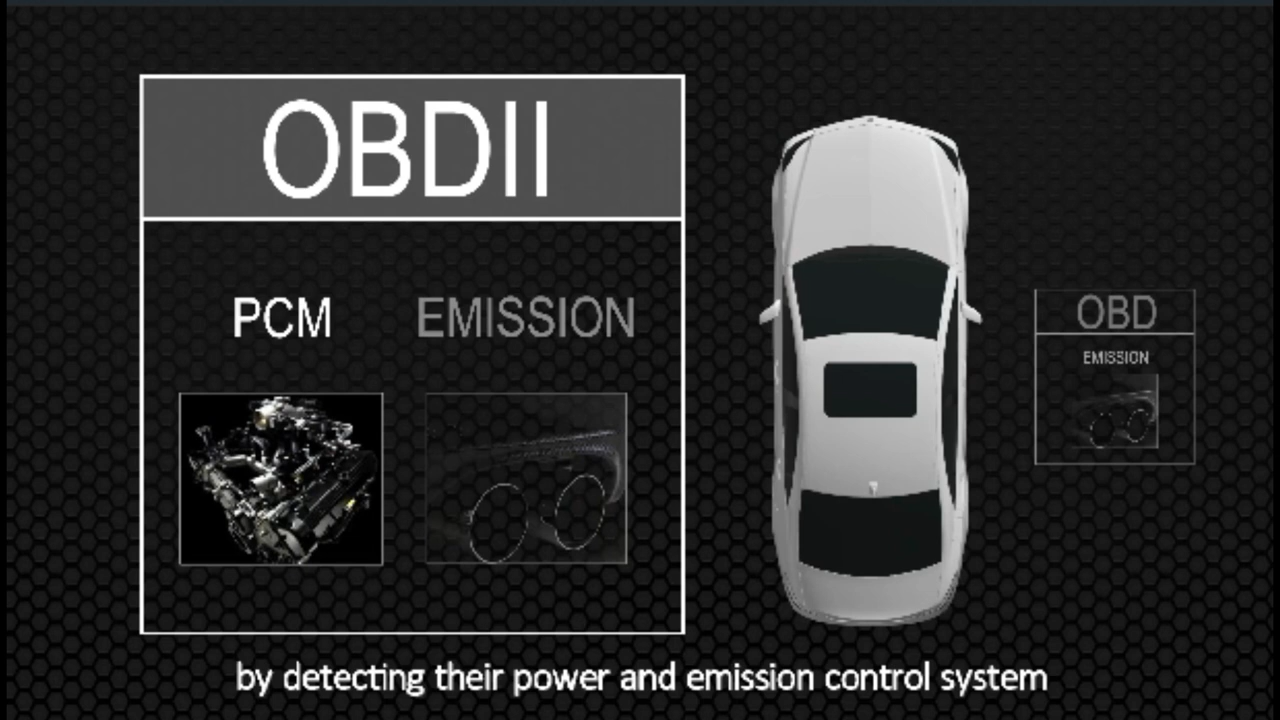 OBDII
PCM EMISSION
OBD
EMISSION
by detecting their power and emission control system